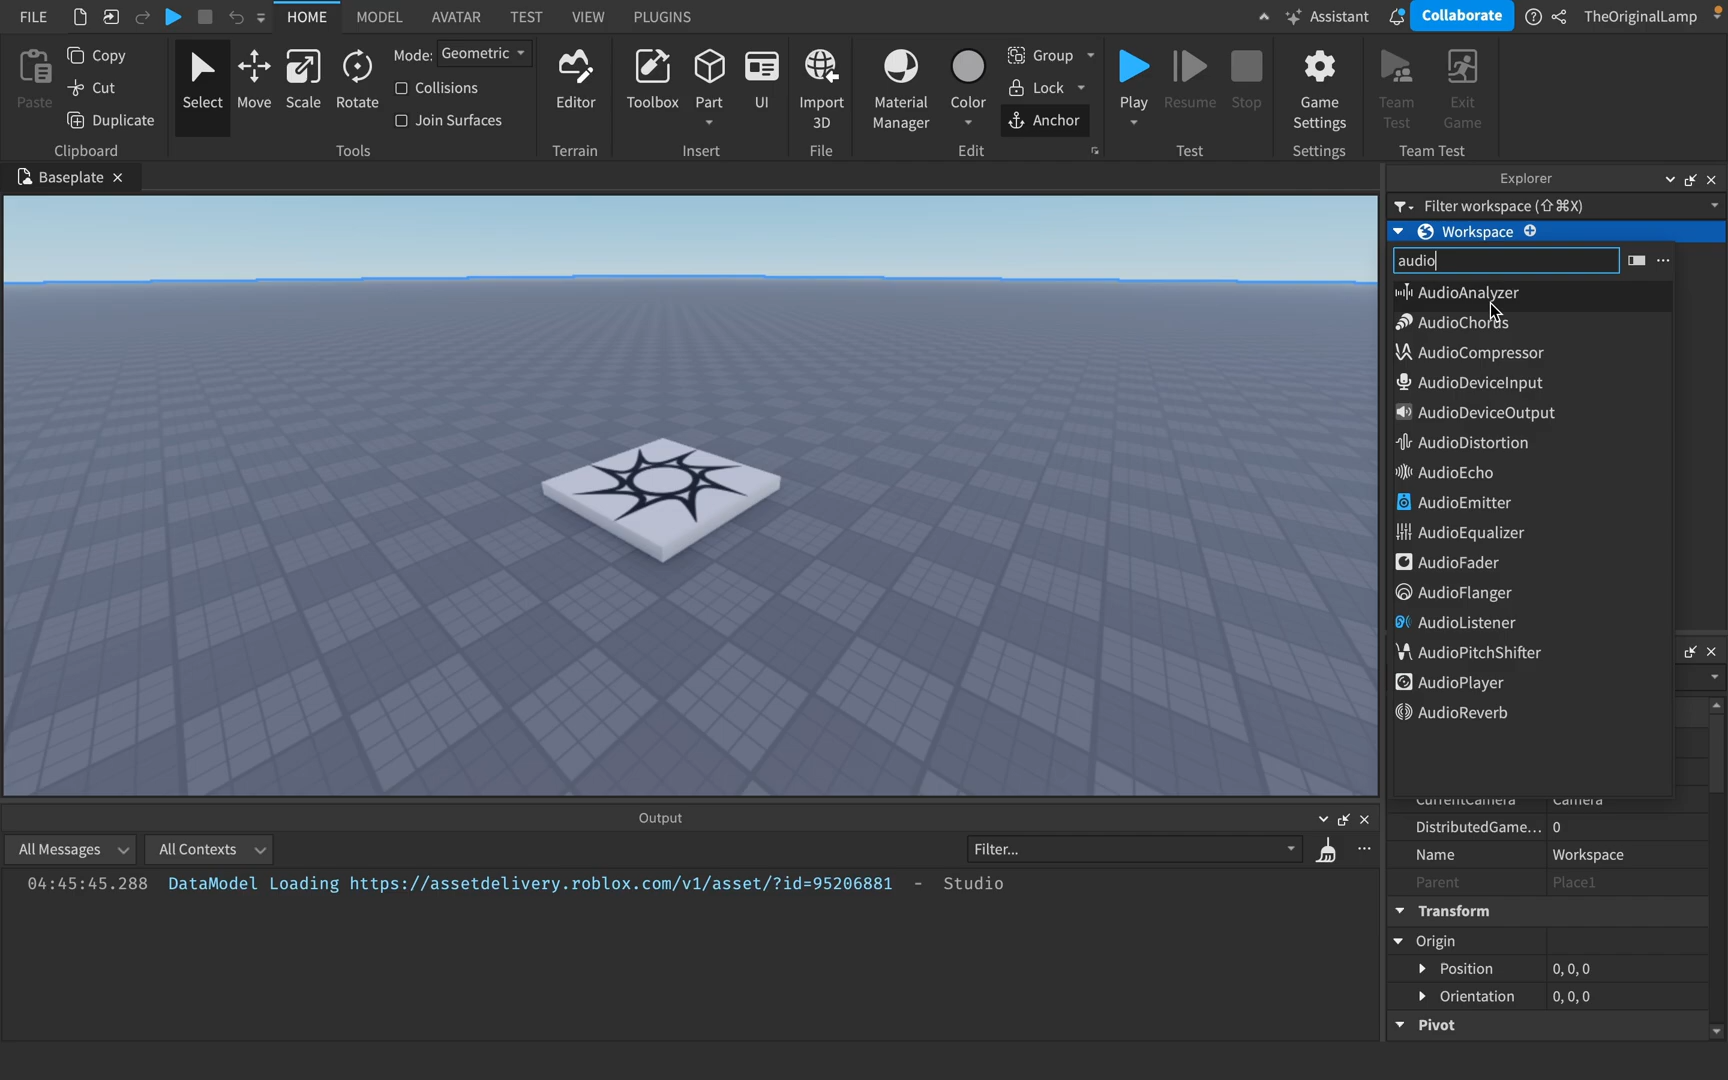 FILE HOME MODEL AVATAR TEST VIEW PLUGINS Assistant Collaborate TheOriginalLamp
Paste Copy Cut Duplicate
Clipboard
Select Move Scale Rotate
Mode: Geometric
Collisions
Join Surfaces
Tools
Editor
Terrain
Toolbox Part UI
Insert
Import
3D
File
Material
Manager
Color
Group
Lock
Anchor
Edit
Play Resume Stop
Test
Game
Settings
Settings
Team
Test
Exit
Game
Team Test
Baseplate
Explorer
Filter workspace (⇧⌘X)
Workspace
audio
AudioAnalyzer
AudioChorus
AudioCompressor
AudioDeviceInput
AudioDeviceOutput
AudioDistortion
AudioEcho
AudioEmitter
AudioEqualizer
AudioFader
AudioFlanger
AudioListener
AudioPitchShifter
AudioPlayer
AudioReverb
CurrentCamera Camera
DistributedGame... 0
Name Workspace
Parent Place1
Transform
Origin
Position 0, 0, 0
Orientation 0, 0, 0
Pivot
Output
All Messages All Contexts Filter...
04:45:45.288 DataModel Loading https://assetdelivery.roblox.com/v1/asset/?id=95206881 - Studio